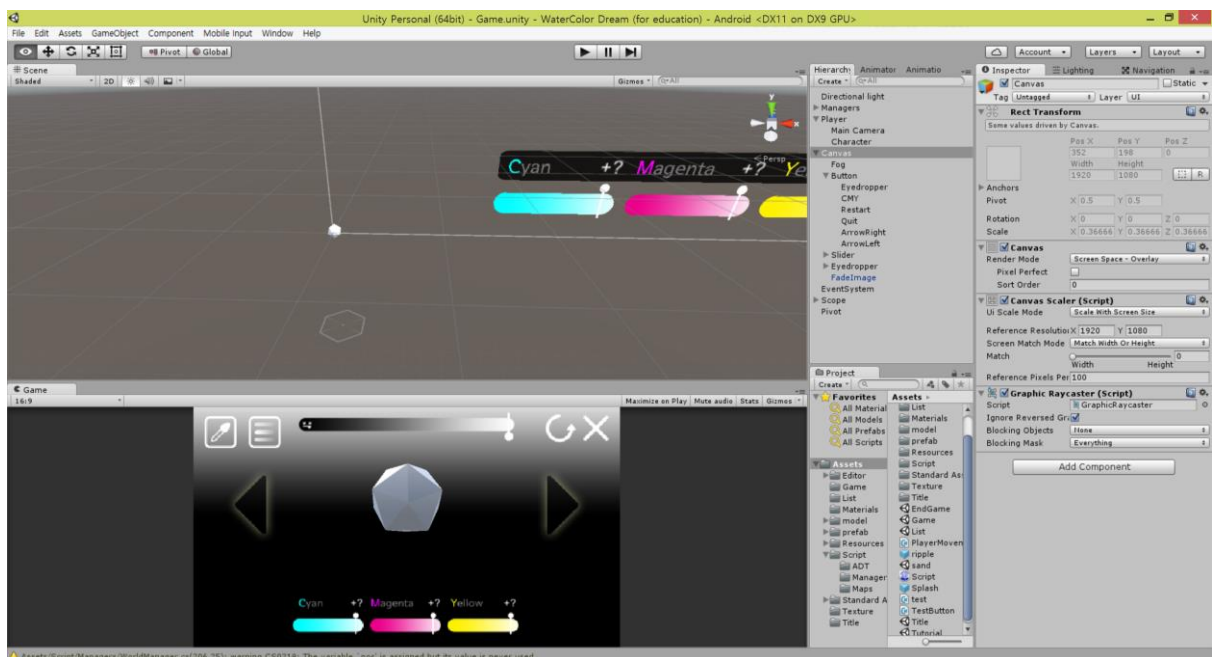 Unity Personal (64bit) - Game.unity - WaterColor Dream (for education) - Android <DX11 on DX9 GPU>
File Edit Assets GameObject Component Mobile Input Window Help
Pivot Global
Account Layers Layout
Scene
Shaded 2D Gizmos All
y
x
Persp
Cyan +? Magenta +? Ye
Game
16:9 Maximize on Play Mute audio Stats Gizmos
Cyan +? Magenta +? Yellow +?
Hierarchy Animator Animatio
Create All
Directional light
Managers
Player
Main Camera
Character
Canvas
Fog
Button
Eyedropper
CMY
Restart
Quit
ArrowRight
ArrowLeft
Slider
Eyedropper
FadeImage
EventSystem
Scope
Pivot
Project
Create
Favorites
All Material
All Models
All Prefabs
All Scripts
Assets
Editor
Game
List
Materials
model
prefab
Resources
Script
ADT
Manager
Maps
Standard A
Texture
Title
Assets
List
Materials
model
prefab
Resources
Script
Standard As
Texture
Title
EndGame
Game
List
PlayerMoven
ripple
sand
Script
Splash
test
TestButton
Title
Tutorial
Inspector Lighting Navigation
Canvas Static
Tag Untagged Layer UI
Rect Transform
Some values driven by Canvas.
Pos X Pos Y Pos Z
352 198 0
Width Height
1920 1080 R
Anchors
Pivot X 0.5 Y 0.5
Rotation X 0 Y 0 Z 0
Scale X 0.36666 Y 0.36666 Z 0.36666
Canvas
Render Mode Screen Space - Overlay
Pixel Perfect
Sort Order 0
Canvas Scaler (Script)
Ui Scale Mode Scale With Screen Size
Reference Resolution X 1920 Y 1080
Screen Match Mode Match Width Or Height
Match 0
Width Height
Reference Pixels Per 100
Graphic Raycaster (Script)
Script GraphicRaycaster
Ignore Reversed Gra
Blocking Objects None
Blocking Mask Everything
Add Component